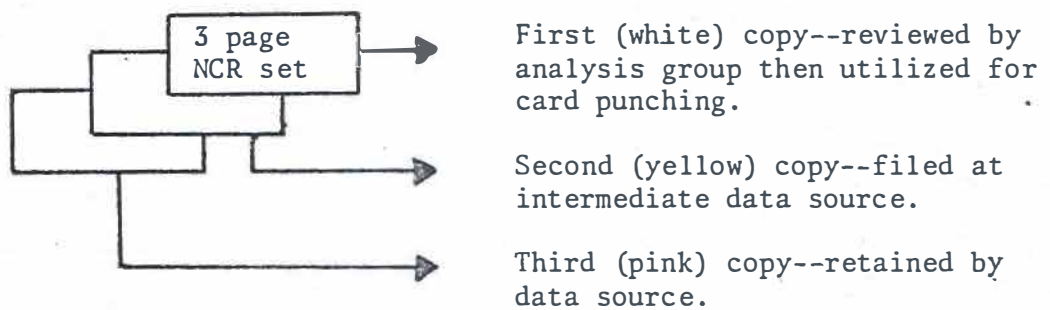 3 page
NCR set
First (white) copy--reviewed by
analysis group then utilized for
card punching.
Second (yellow) copy--filed at
intermediate data source.
Third (pink) copy--retained by
data source.